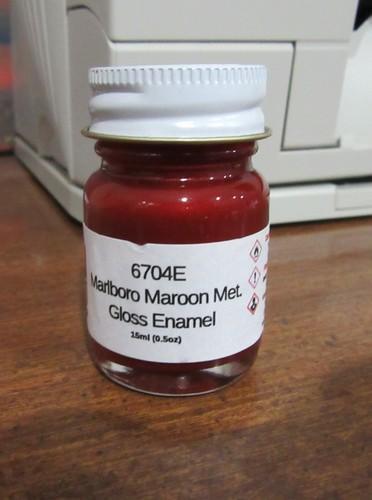 6704E
Marlboro Maroon Met.
Gloss Enamel
15ml (0.5oz)